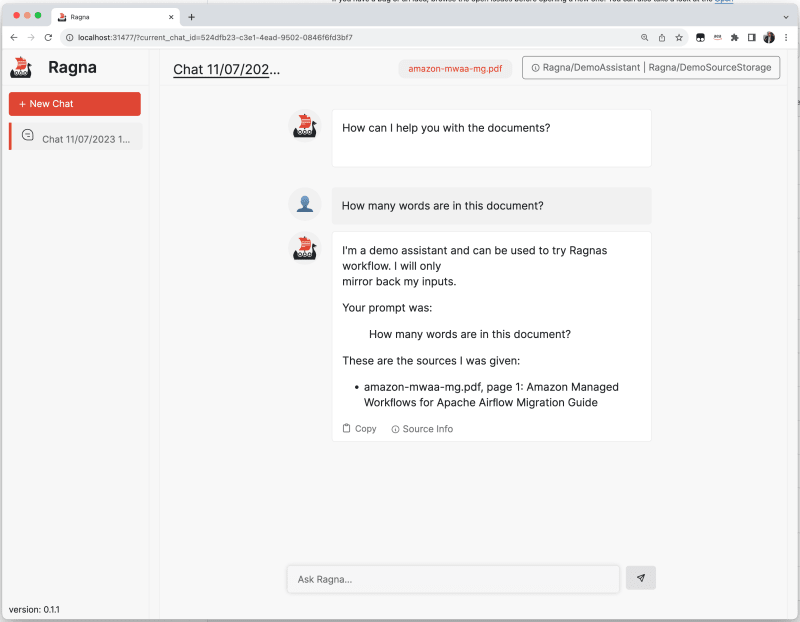 Ragna
localhost:31477/?current_chat_id=524dfb23-c3e1-4ead-9502-0846f6fd3bf7
Ragna
+ New Chat
Chat 11/07/2023 1...
version: 0.1.1
Chat 11/07/202...
amazon-mwaa-mg.pdf
Ragna/DemoAssistant | Ragna/DemoSourceStorage
How can I help you with the documents?
How many words are in this document?
I'm a demo assistant and can be used to try Ragnas
workflow. I will only
mirror back my inputs.
Your prompt was:
How many words are in this document?
These are the sources I was given:
• amazon-mwaa-mg.pdf, page 1: Amazon Managed
Workflows for Apache Airflow Migration Guide
Copy
Source Info
Ask Ragna...